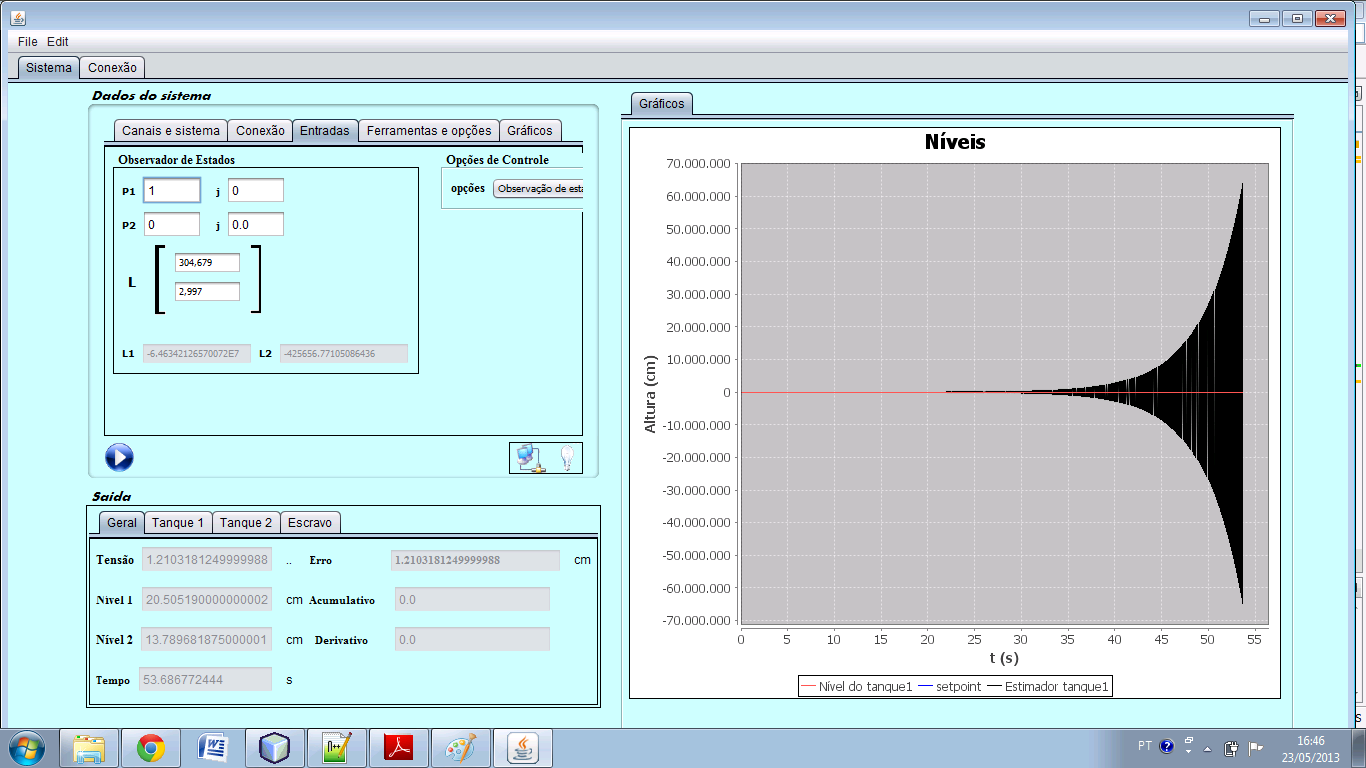 File Edit
Sistema Conexão
Dados do sistema
Canais e sistema Conexão Entradas Ferramentas e opções Gráficos
Observador de Estados
P1 1 j 0
P2 0 j 0.0
L
304,679
2,997
L1 -6.46342126570072E7 L2 -425656.77105086436
Opções de Controle
opções Observação de esta
Saida
Geral Tanque 1 Tanque 2 Escravo
Tensão 1.2103181249999988 .. Erro 1.2103181249999988 cm
Nivel 1 20.505190000000002 cm Acumulativo 0.0
Nivel 2 13.789681875000001 cm Derivativo 0.0
Tempo 53.686772444 s
Gráficos
Níveis
70.000.000
60.000.000
50.000.000
40.000.000
30.000.000
20.000.000
10.000.000
0
-10.000.000
-20.000.000
-30.000.000
-40.000.000
-50.000.000
-60.000.000
-70.000.000
Altura (cm)
0 5 10 15 20 25 30 35 40 45 50 55
t (s)
Nível do tanque1 setpoint Estimador tanque1
PT
16:46
23/05/2013